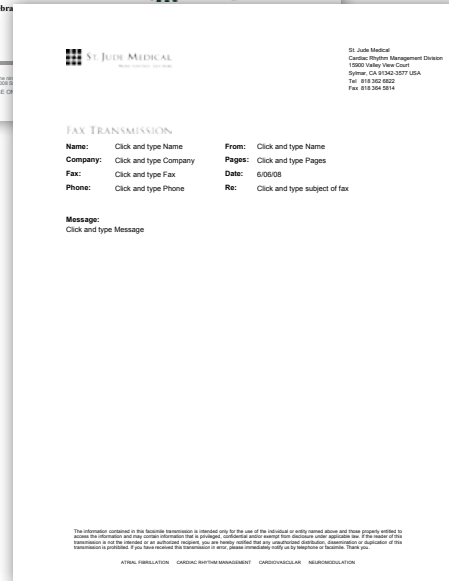 St. Jude Medical
St. Jude Medical
Cardiac Rhythm Management Division
15900 Valley View Court
Sylmar, CA 91342-3577 USA
Tel 818 362 6822
Fax 818 364 5814
Fax Transmission
Name: Click and type Name From: Click and type Name
Company: Click and type Company Pages: Click and type Pages
Fax: Click and type Fax Date: 6/06/08
Phone: Click and type Phone Re: Click and type subject of fax
Message:
Click and type Message
The information contained in this facsimile transmission is intended only for the use of the individual or entity named above and those properly entitled to
access the information and may contain information that is privileged, confidential and/or exempt from disclosure under applicable law. If the reader of this
transmission is not the intended or an authorized recipient, you are hereby notified that any unauthorized distribution, dissemination or duplication of this
transmission is prohibited. If you have received this transmission in error, please immediately notify us by telephone or facsimile. Thank you.
ATRIAL FIBRILLATION CARDIAC RHYTHM MANAGEMENT CARDIOVASCULAR NEUROMODULATION